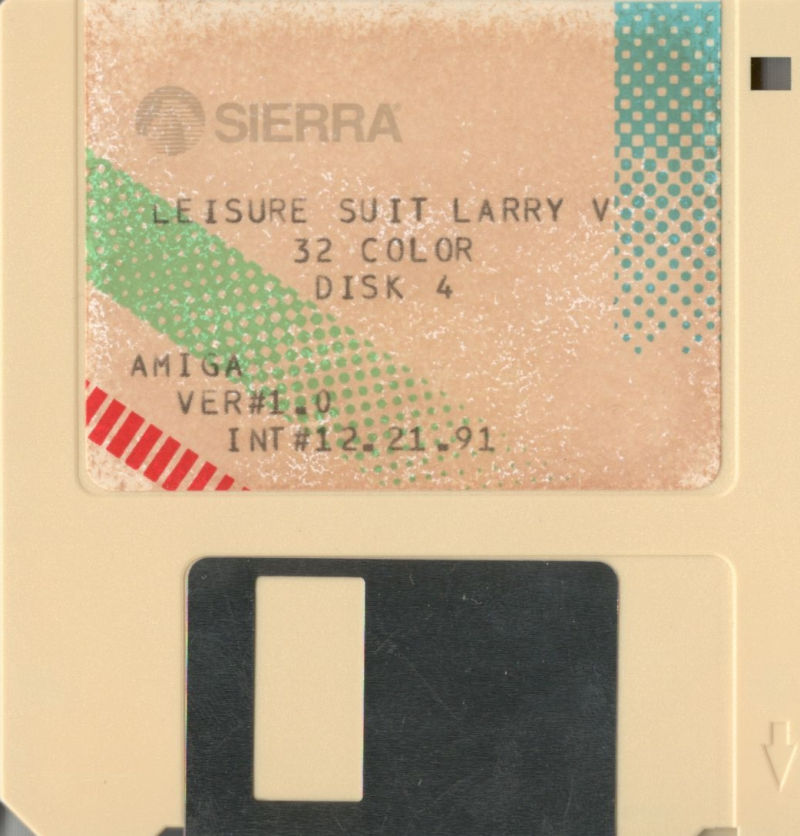 SIERRA
LEISURE SUIT LARRY V
32 COLOR
DISK 4
AMIGA
VER#1.0
INT#12.21.91